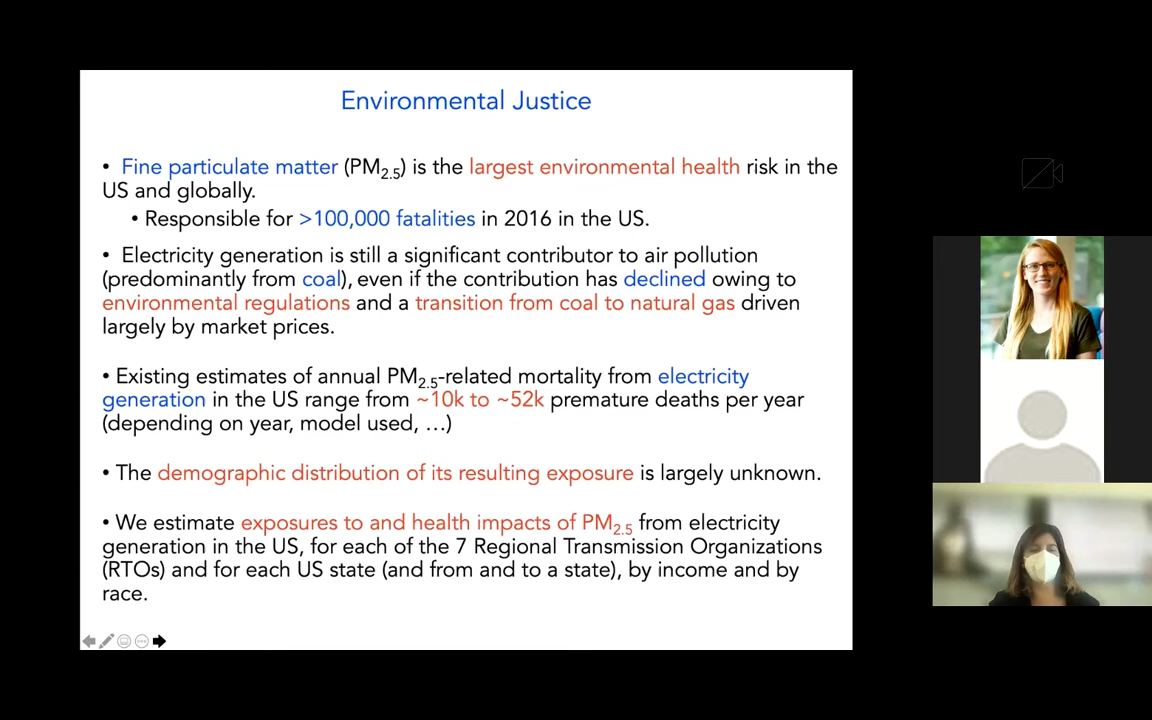 Environmental Justice
• Fine particulate matter (PM2.5) is the largest environmental health risk in the
US and globally.
• Responsible for >100,000 fatalities in 2016 in the US.
• Electricity generation is still a significant contributor to air pollution
(predominantly from coal), even if the contribution has declined owing to
environmental regulations and a transition from coal to natural gas driven
largely by market prices.
• Existing estimates of annual PM2.5-related mortality from electricity
generation in the US range from ~10k to ~52k premature deaths per year
(depending on year, model used, …)
• The demographic distribution of its resulting exposure is largely unknown.
• We estimate exposures to and health impacts of PM2.5 from electricity
generation in the US, for each of the 7 Regional Transmission Organizations
(RTOs) and for each US state (and from and to a state), by income and by
race.